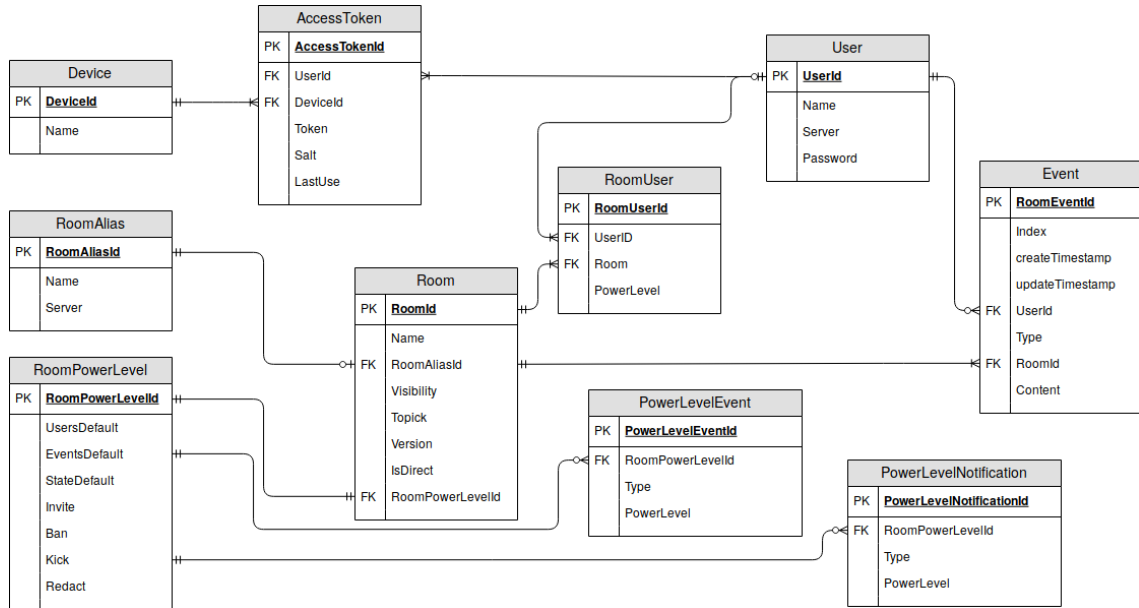 AccessToken
PK AccessTokenId
FK UserId
FK DeviceId
Token
Salt
LastUse
User
PK UserId
Name
Server
Password
Device
PK DeviceId
Name
RoomUser
PK RoomUserId
FK UserID
FK Room
PowerLevel
Event
PK RoomEventId
Index
createTimestamp
updateTimestamp
FK UserId
Type
FK RoomId
Content
RoomAlias
PK RoomAliasId
Name
Server
Room
PK RoomId
Name
FK RoomAliasId
Visibility
Topick
Version
IsDirect
FK RoomPowerLevelId
RoomPowerLevel
PK RoomPowerLevelId
UsersDefault
EventsDefault
StateDefault
Invite
Ban
Kick
Redact
PowerLevelEvent
PK PowerLevelEventId
FK RoomPowerLevelId
Type
PowerLevel
PowerLevelNotification
PK PowerLevelNotificationId
FK RoomPowerLevelId
Type
PowerLevel